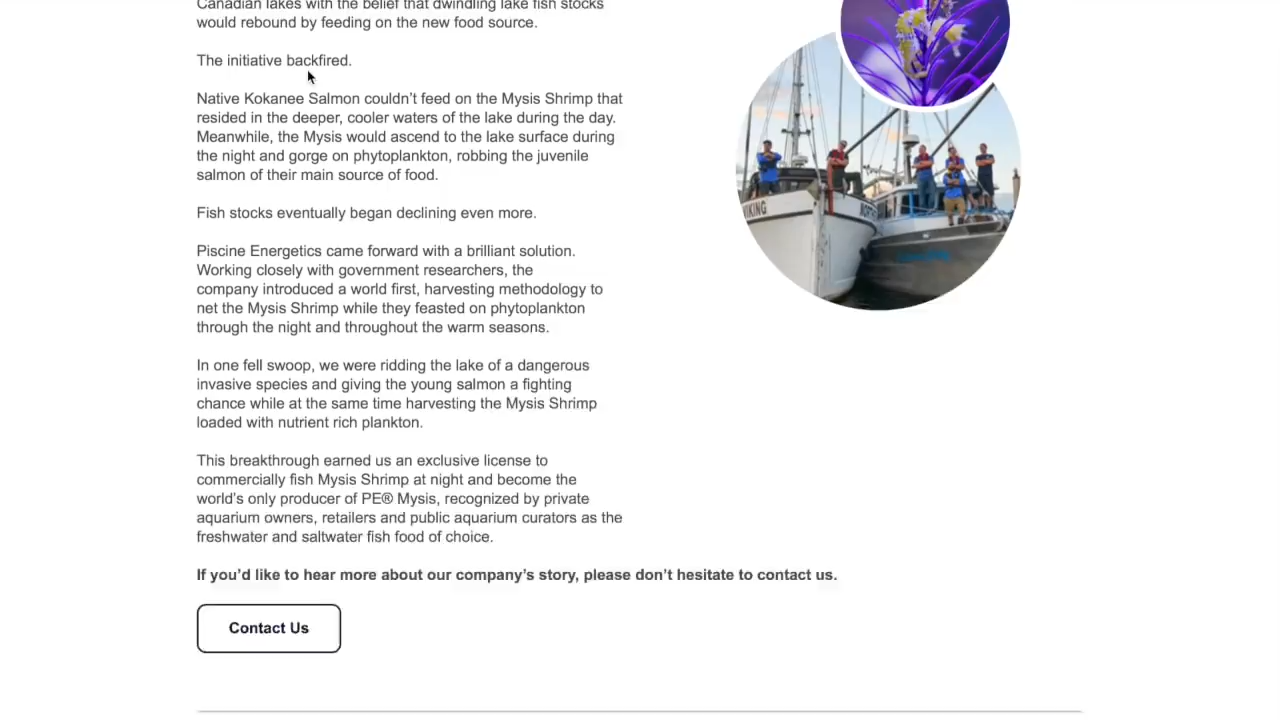 Canadian lakes with the belief that dwindling lake fish stocks
would rebound by feeding on the new food source.
The initiative backfired.
Native Kokanee Salmon couldn’t feed on the Mysis Shrimp that
resided in the deeper, cooler waters of the lake during the day.
Meanwhile, the Mysis would ascend to the lake surface during
the night and gorge on phytoplankton, robbing the juvenile
salmon of their main source of food.
Fish stocks eventually began declining even more.
Piscine Energetics came forward with a brilliant solution.
Working closely with government researchers, the
company introduced a world first, harvesting methodology to
net the Mysis Shrimp while they feasted on phytoplankton
through the night and throughout the warm seasons.
In one fell swoop, we were ridding the lake of a dangerous
invasive species and giving the young salmon a fighting
chance while at the same time harvesting the Mysis Shrimp
loaded with nutrient rich plankton.
This breakthrough earned us an exclusive license to
commercially fish Mysis Shrimp at night and become the
world’s only producer of PE® Mysis, recognized by private
aquarium owners, retailers and public aquarium curators as the
freshwater and saltwater fish food of choice.
If you’d like to hear more about our company’s story, please don’t hesitate to contact us.
Contact Us
VIKING